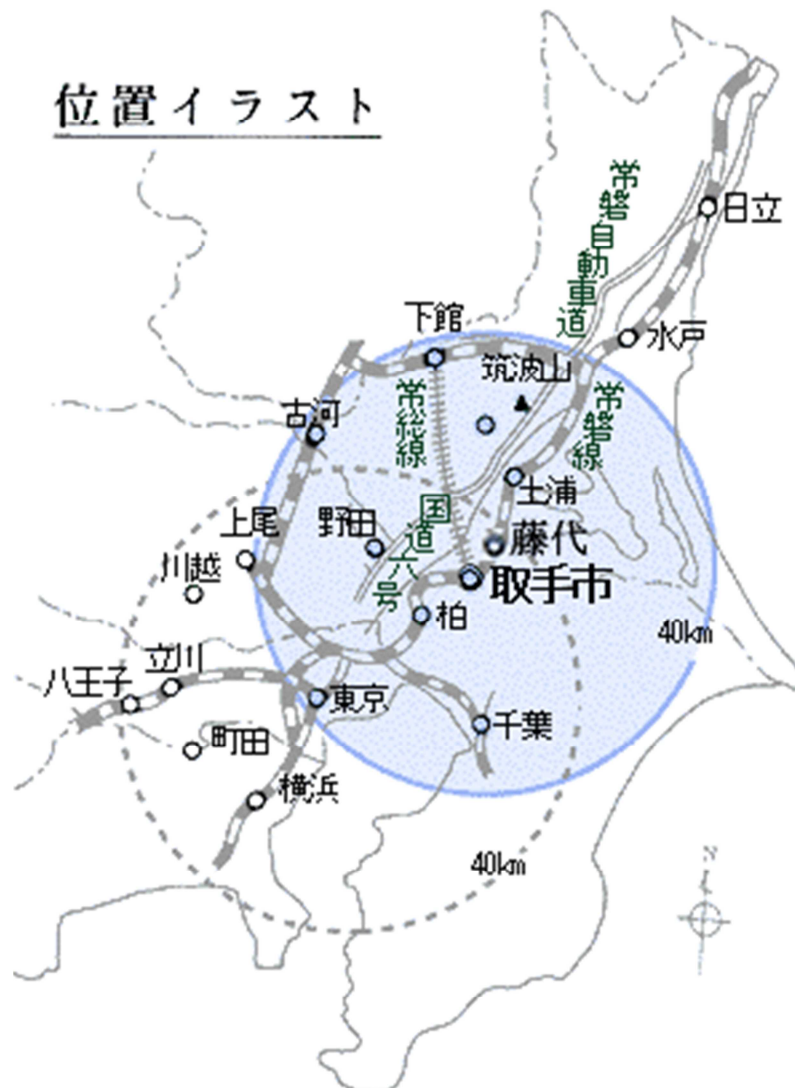 位置イラスト
常磐自動車道
日立
下館
水戸
筑波山
常総線
常磐線
古河
土浦
国道六号
上尾
野田
藤代
川越
取手市
柏
40km
立川
八王子
東京
千葉
町田
横浜
40km
N